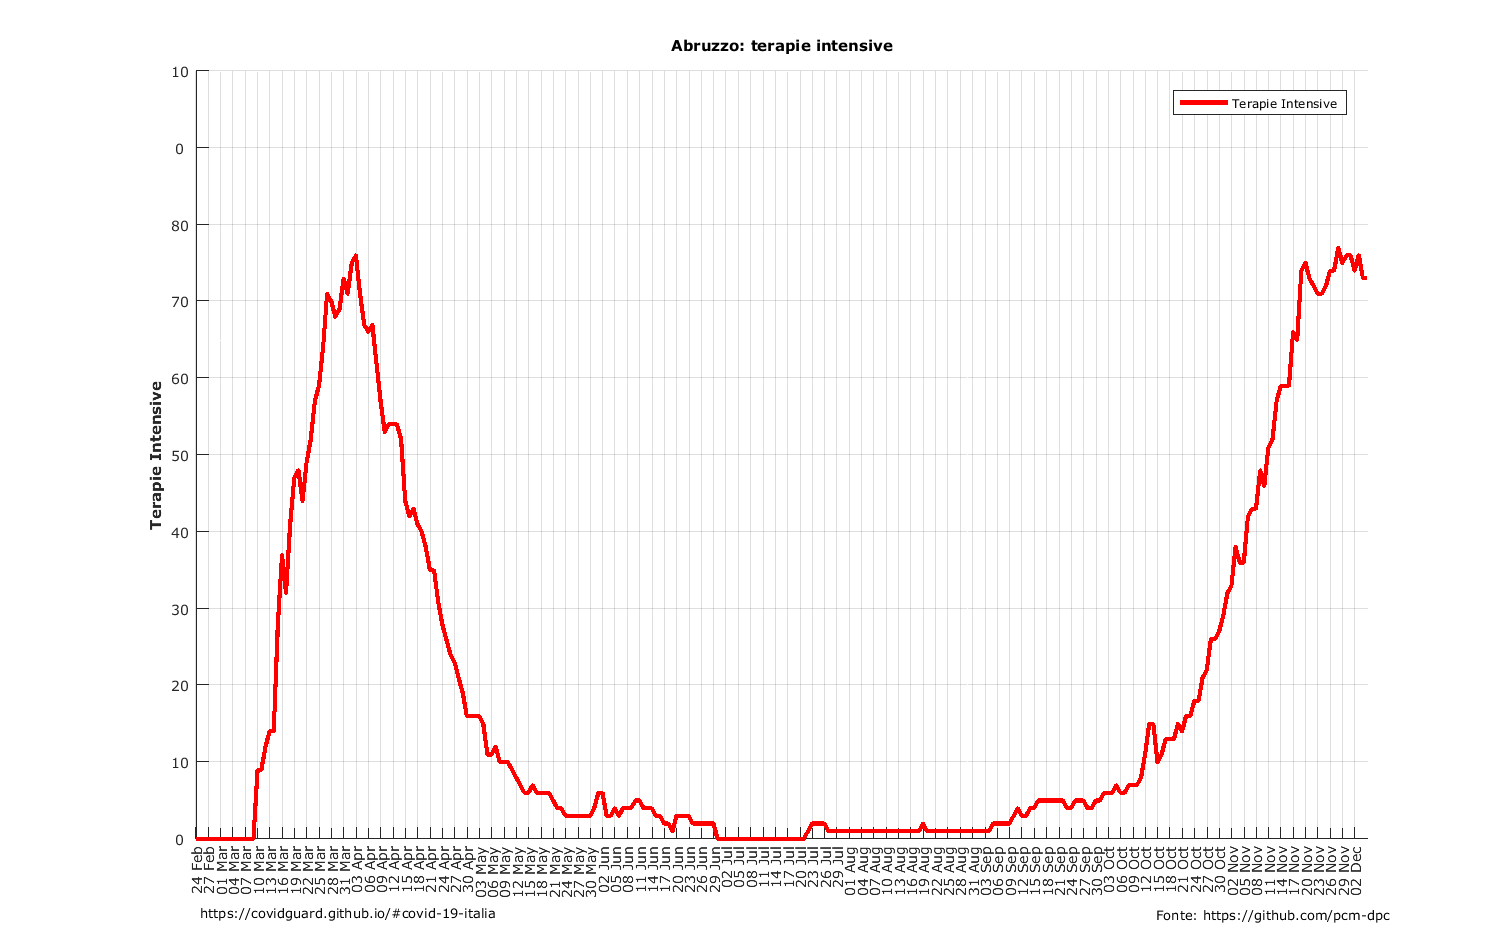 Abruzzo: terapie intensive
Terapie Intensive
10
0
80
70
60
50
40
30
20
10
0
Terapie Intensive
24 Feb
27 Feb
01 Mar
04 Mar
07 Mar
10 Mar
13 Mar
16 Mar
19 Mar
22 Mar
25 Mar
28 Mar
31 Mar
03 Apr
06 Apr
09 Apr
12 Apr
15 Apr
18 Apr
21 Apr
24 Apr
27 Apr
30 Apr
03 May
06 May
09 May
12 May
15 May
18 May
21 May
24 May
27 May
30 May
02 Jun
05 Jun
08 Jun
11 Jun
14 Jun
17 Jun
20 Jun
23 Jun
26 Jun
29 Jun
02 Jul
05 Jul
08 Jul
11 Jul
14 Jul
17 Jul
20 Jul
23 Jul
26 Jul
29 Jul
01 Aug
04 Aug
07 Aug
10 Aug
13 Aug
16 Aug
19 Aug
22 Aug
25 Aug
28 Aug
31 Aug
03 Sep
06 Sep
09 Sep
12 Sep
15 Sep
18 Sep
21 Sep
24 Sep
27 Sep
30 Sep
03 Oct
06 Oct
09 Oct
12 Oct
15 Oct
18 Oct
21 Oct
24 Oct
27 Oct
30 Oct
02 Nov
05 Nov
08 Nov
11 Nov
14 Nov
17 Nov
20 Nov
23 Nov
26 Nov
29 Nov
02 Dec
https://covidguard.github.io/#covid-19-italia
Fonte: https://github.com/pcm-dpc